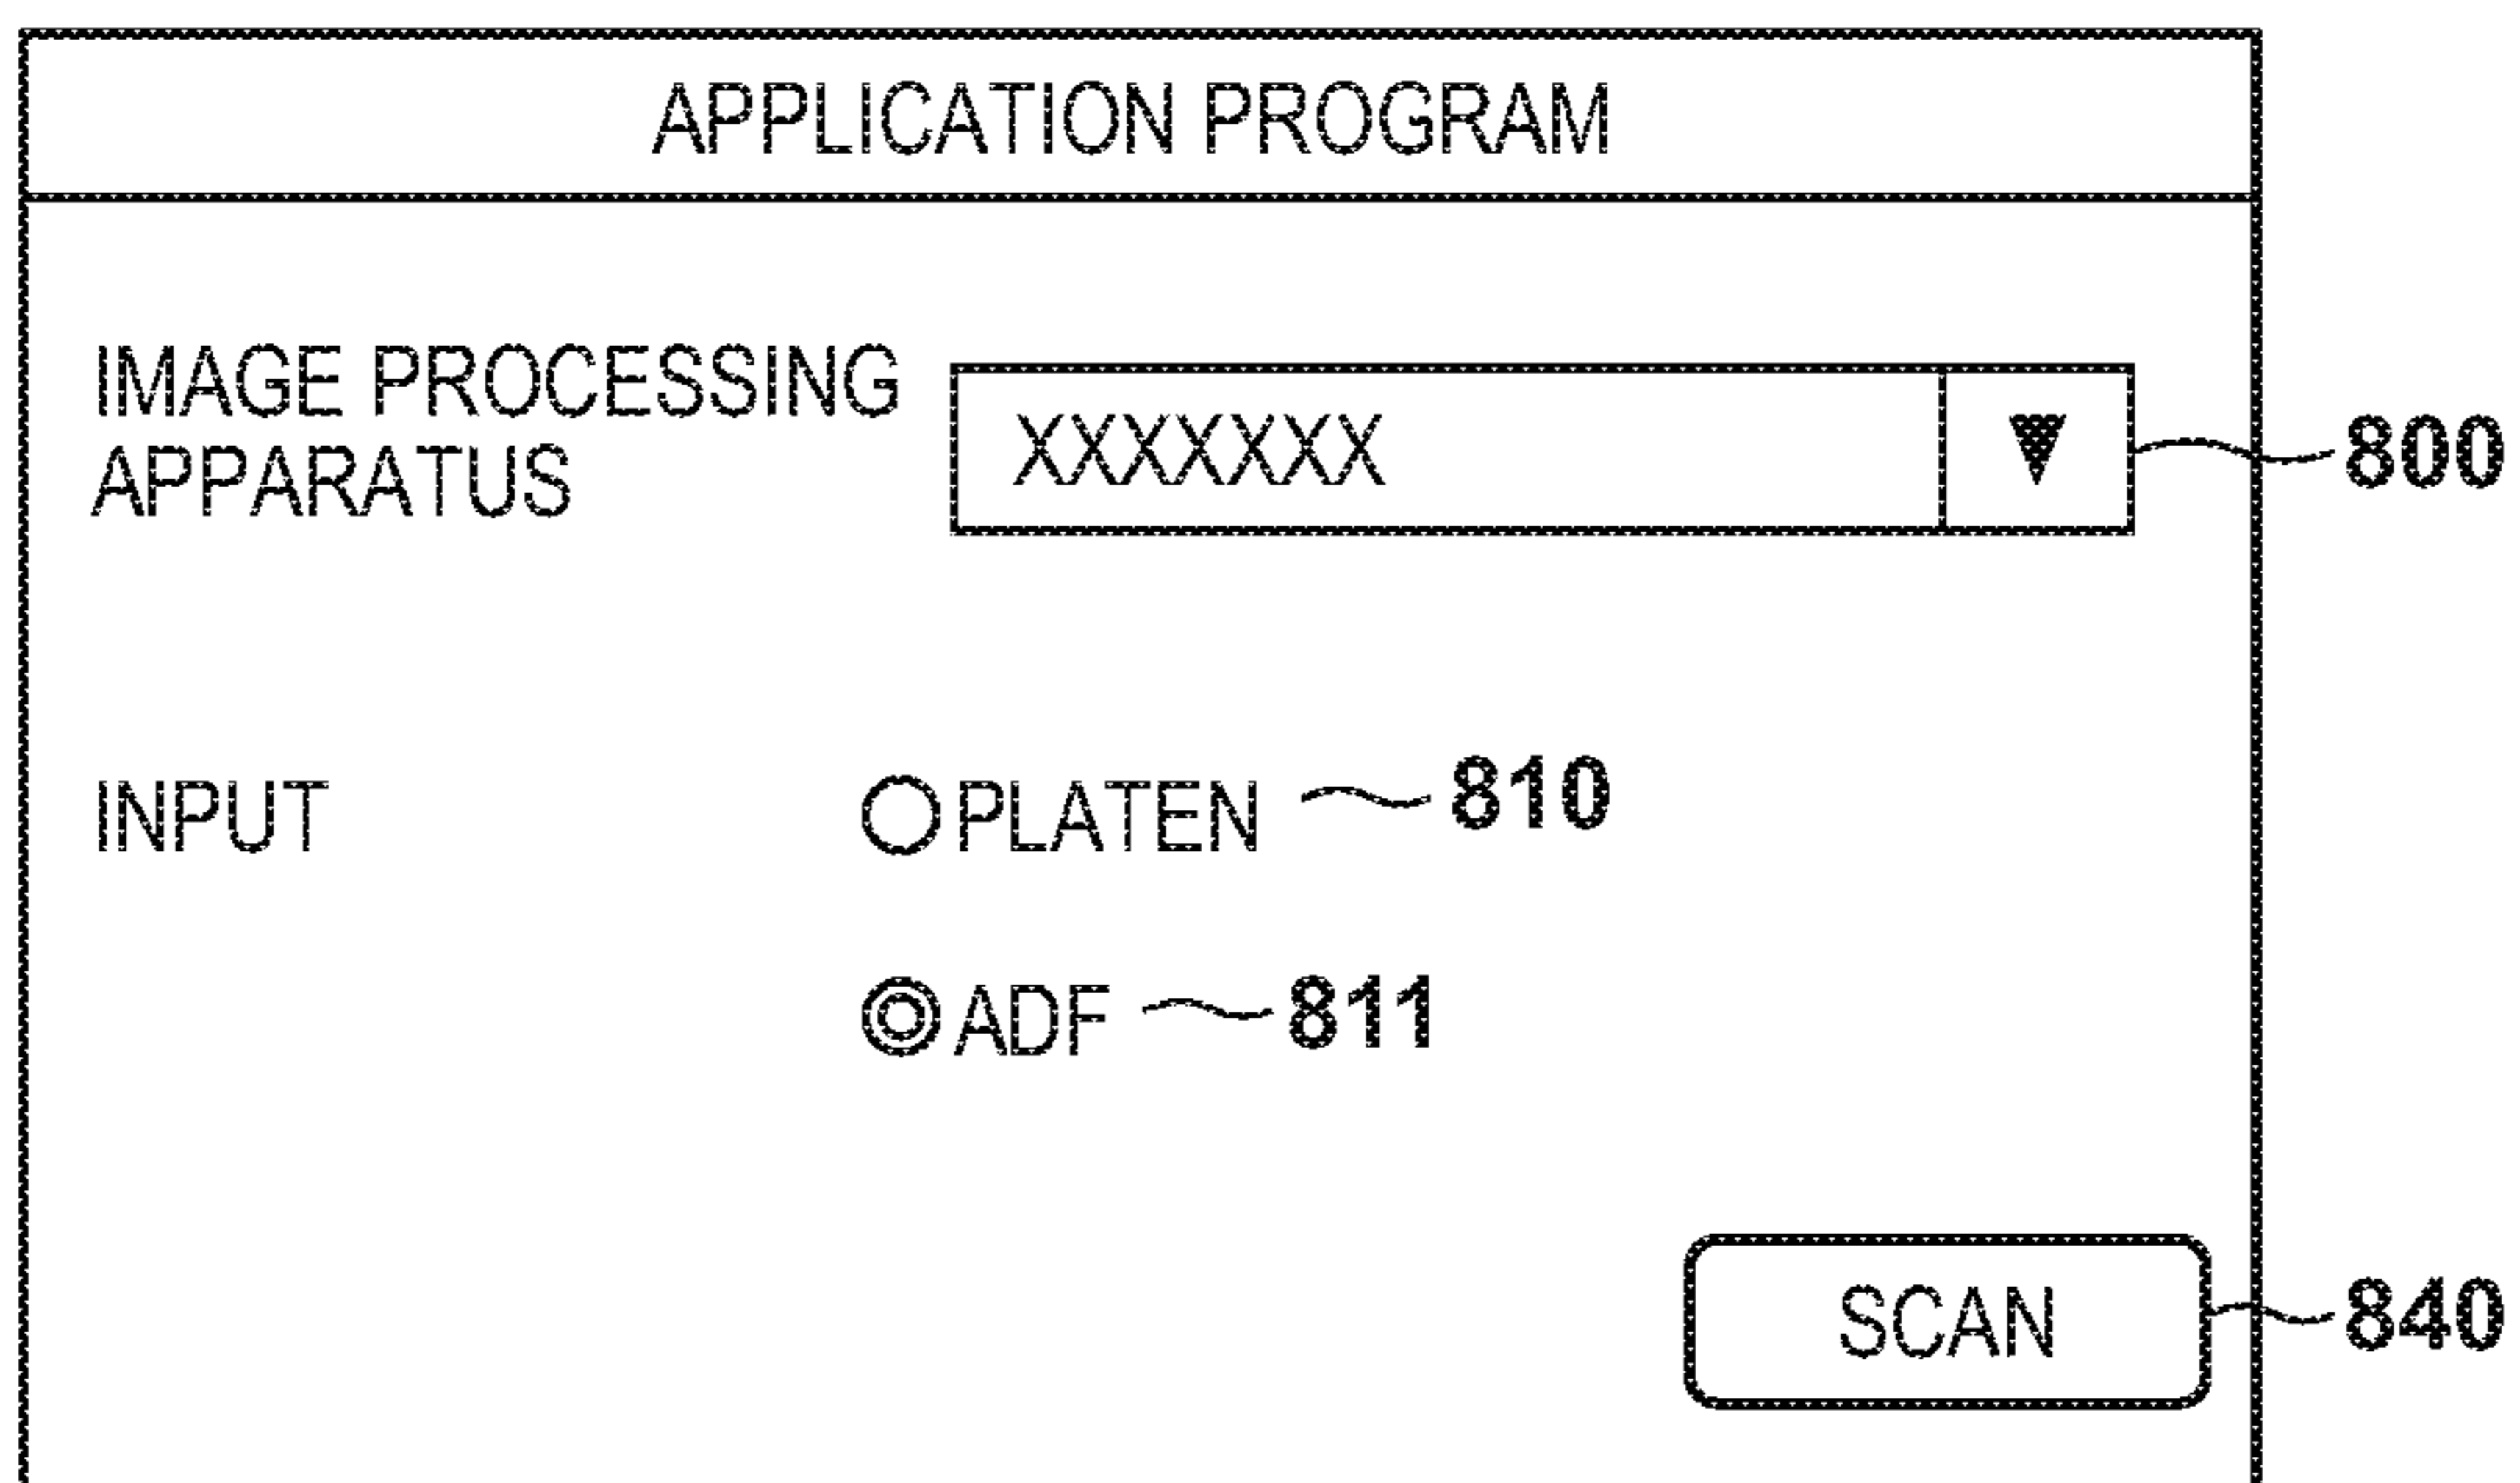 APPLICATION PROGRAM
IMAGE PROCESSING
APPARATUS
XXXXXXX
800
INPUT
PLATEN 810
ADF 811
SCAN 840